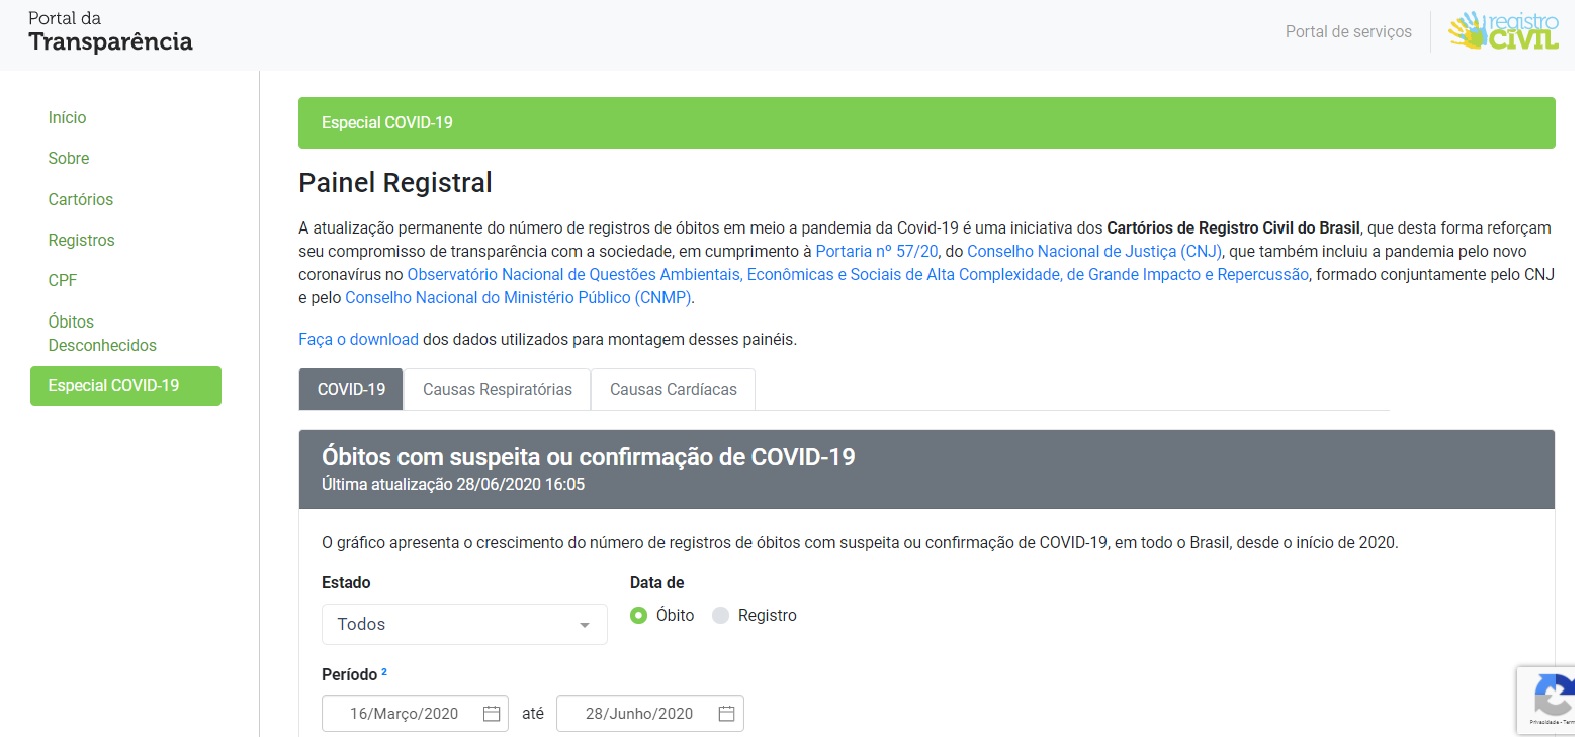 Portal da
Transparência
Portal de serviços
registro
CIVIL
Início
Sobre
Cartórios
Registros
CPF
Óbitos
Desconhecidos
Especial COVID-19
Especial COVID-19
Painel Registral
A atualização permanente do número de registros de óbitos em meio a pandemia da Covid-19 é uma iniciativa dos Cartórios de Registro Civil do Brasil, que desta forma reforçam
seu compromisso de transparência com a sociedade, em cumprimento à Portaria nº 57/20, do Conselho Nacional de Justiça (CNJ), que também incluiu a pandemia pelo novo
coronavírus no Observatório Nacional de Questões Ambientais, Econômicas e Sociais de Alta Complexidade, de Grande Impacto e Repercussão, formado conjuntamente pelo CNJ
e pelo Conselho Nacional do Ministério Público (CNMP).
Faça o download dos dados utilizados para montagem desses painéis.
COVID-19 Causas Respiratórias Causas Cardíacas
Óbitos com suspeita ou confirmação de COVID-19
Última atualização 28/06/2020 16:05
O gráfico apresenta o crescimento do número de registros de óbitos com suspeita ou confirmação de COVID-19, em todo o Brasil, desde o início de 2020.
Estado
Todos
Data de
Óbito Registro
Período ²
16/Março/2020 até 28/Junho/2020
Privacidade -